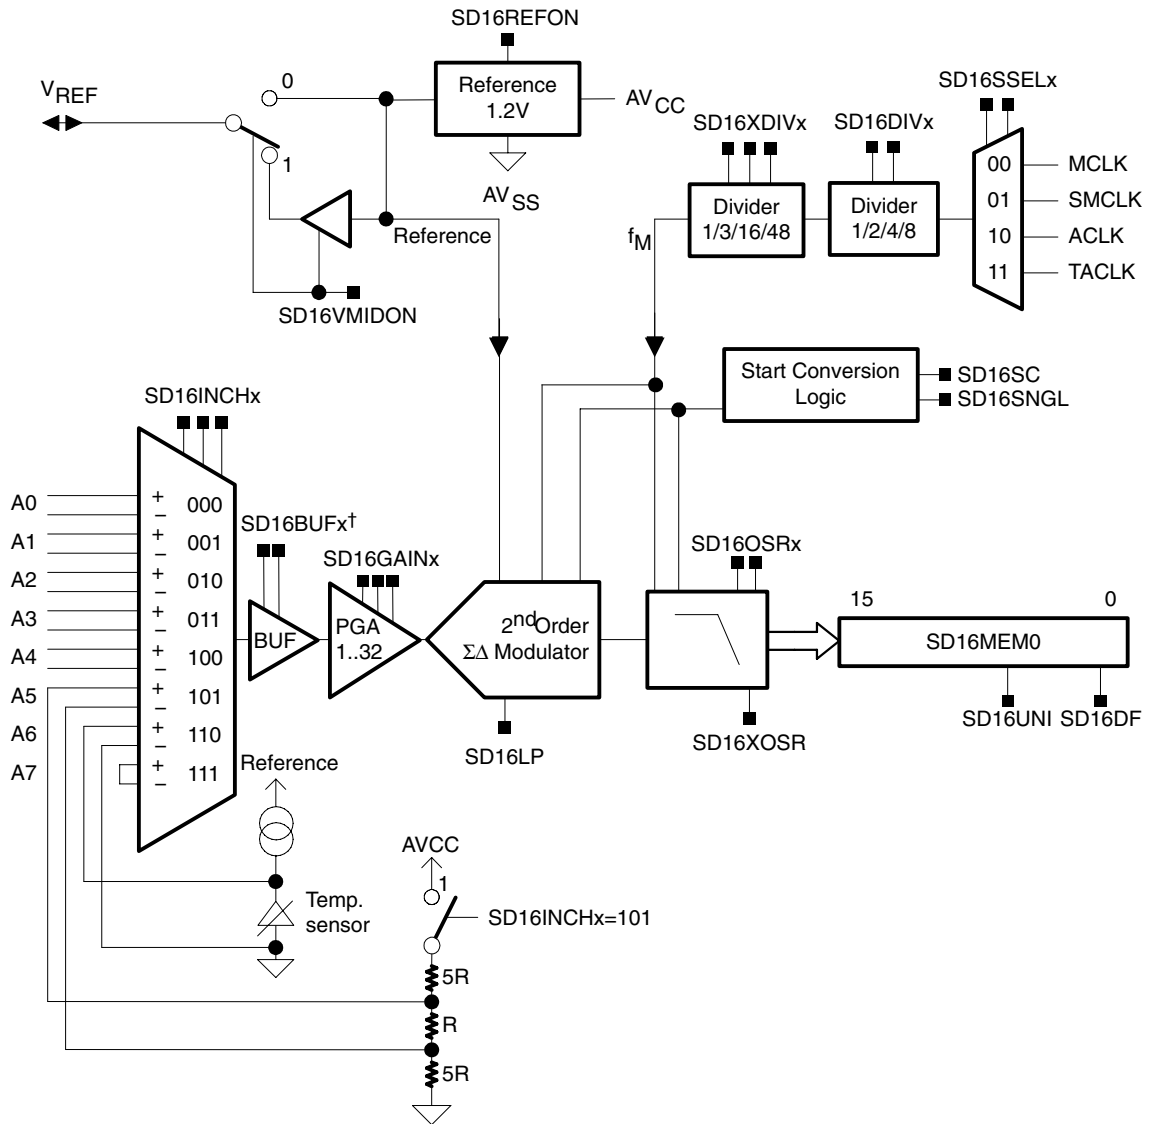 SD16REFON
VREF
0
Reference
1.2V
AVCC
SD16SSELx
SD16XDIVx
SD16DIVx
1
AVSS
Reference
SD16VMIDON
fM
Divider
1/3/16/48
Divider
1/2/4/8
00
MCLK
01
SMCLK
10
ACLK
11
TACLK
Start Conversion
Logic
SD16SC
SD16SNGL
SD16INCHx
A0
+
−
000
A1
+
−
001
A2
+
−
010
A3
+
−
011
A4
+
−
100
A5
+
−
101
A6
+
−
110
A7
+
−
111
SD16BUFx†
BUF
SD16GAINx
PGA
1..32
2nd Order
ΣΔ Modulator
SD16LP
SD16OSRx
SD16XOSR
15
0
SD16MEM0
SD16UNI
SD16DF
Reference
Temp.
sensor
AVCC
1
SD16INCHx=101
5R
R
5R